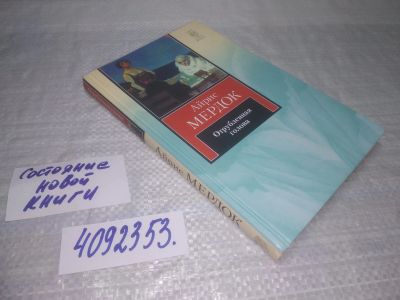 Айрис
МЕРДОК
Отрубленная
голова
Айрис МЕРДОК
Состояние
новой
книги
4092353.